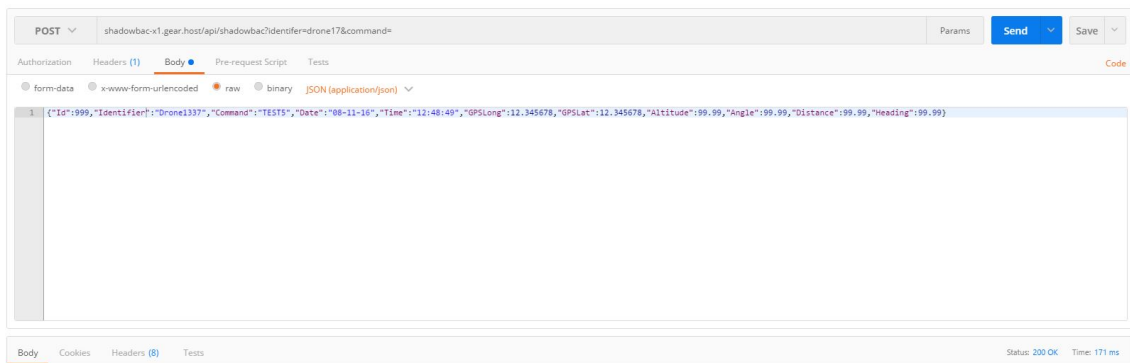 POST shadowbac-x1.gear.host/api/shadowbac?identifer=drone17&command= Params Send Save
Authorization Headers (1) Body Pre-request Script Tests Code
form-data x-www-form-urlencoded raw binary JSON (application/json)
1 {"Id":999,"Identifier":"Drone1337","Command":"TEST5","Date":"08-11-16","Time":"12:48:49","GPSLong":12.345678,"GPSLat":12.345678,"Altitude":99.99,"Angle":99.99,"Distance":99.99,"Heading":99.99}
Body Cookies Headers (8) Tests Status: 200 OK Time: 171 ms